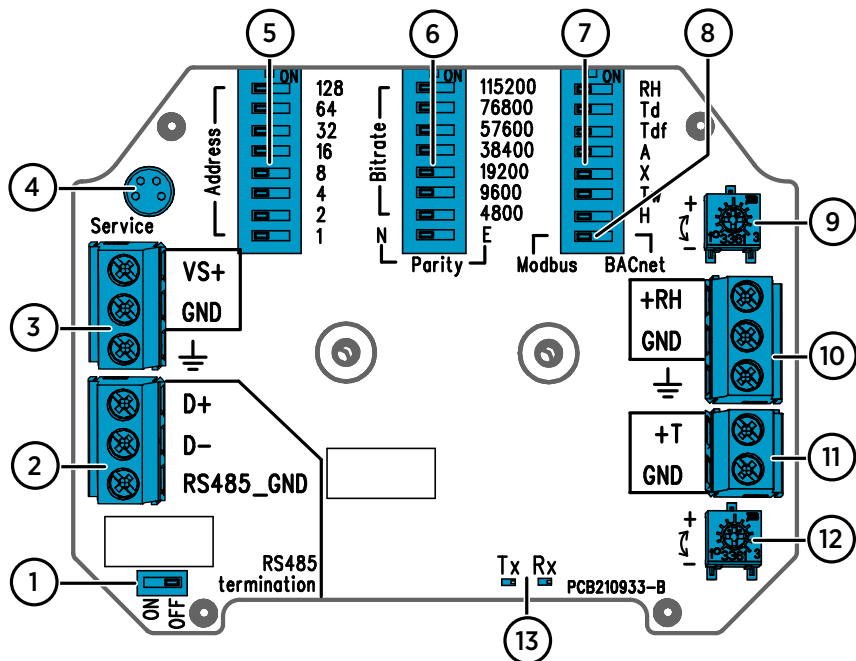 5
6
7
8
ON
ON
ON
128
64
32
16
8
4
2
1
Address
Bitrate
115200
76800
57600
38400
19200
9600
4800
N
E
Parity
RH
Td
Tdf
A
X
Tw
H
Modbus
BACnet
4
Service
3
VS+
GND
2
D+
D-
RS485_GND
1
ON
OFF
RS485
termination
Tx
Rx
13
PCB210933-B
+
-
9
+RH
GND
10
+T
GND
11
+
-
12